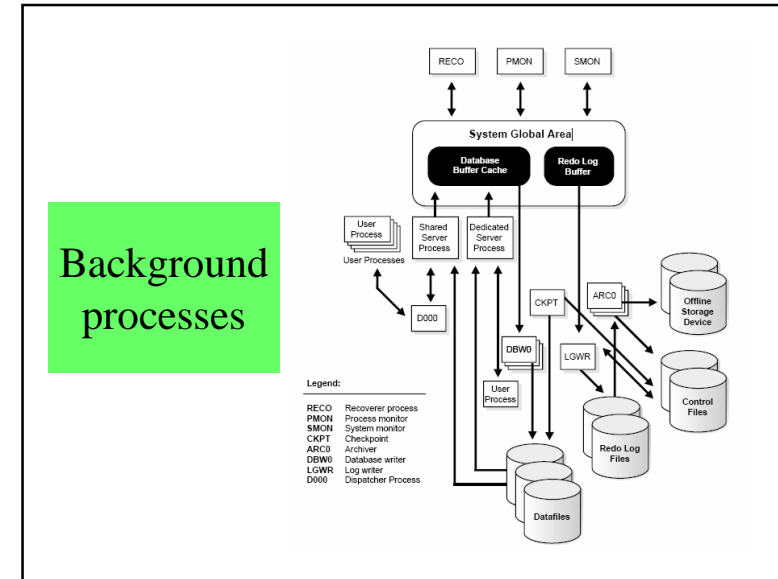 Background
processes
RECO
PMON
SMON
System Global Area
Database
Buffer Cache
Redo Log
Buffer
User
Process
User Processes
Shared
Server
Process
Dedicated
Server
Process
D000
CKPT
ARC0
Offline
Storage
Device
DBW0
LGWR
User
Process
Control
Files
Redo Log
Files
Datafiles
Legend:
RECO Recoverer process
PMON Process monitor
SMON System monitor
CKPT Checkpoint
ARC0 Archiver
DBW0 Database writer
LGWR Log writer
D000 Dispatcher Process